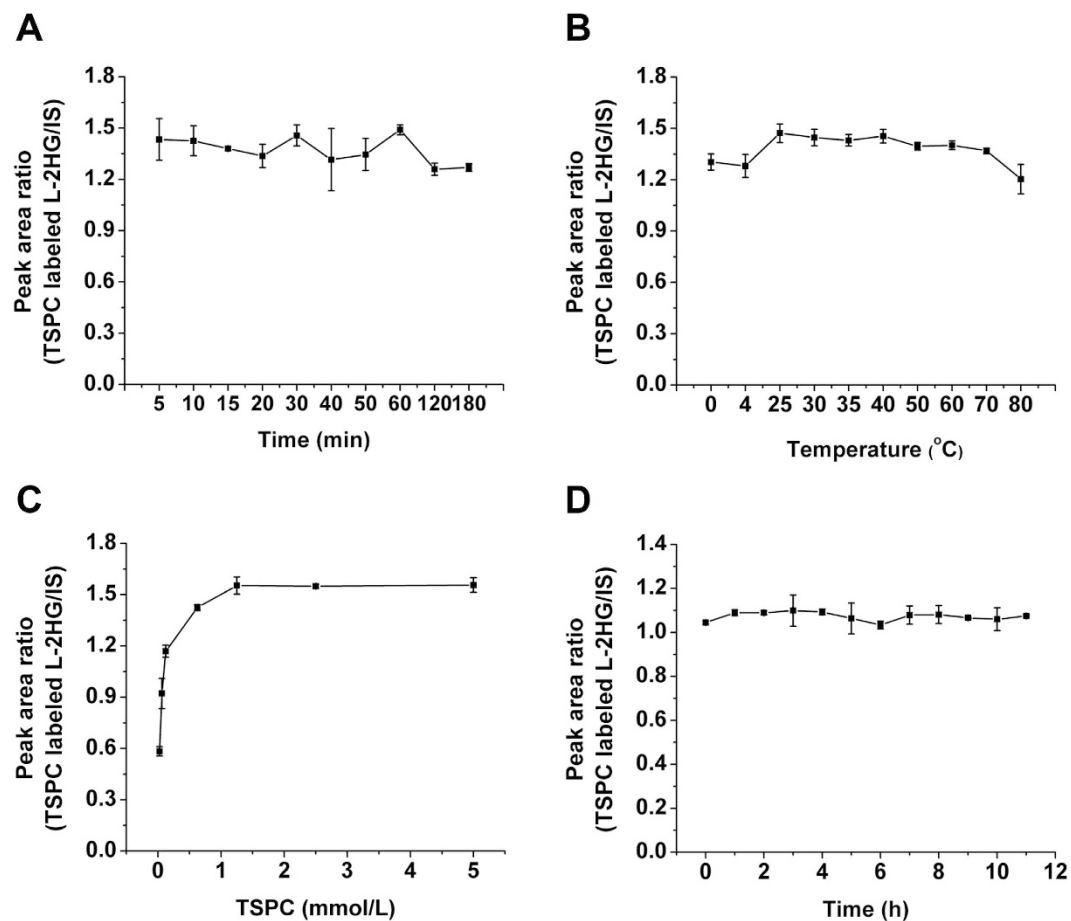 A
Peak area ratio
(TSPC labeled L-2HG/IS)
1.8
1.5
1.2
0.9
0.6
0.3
0.0
5 10 15 20 30 40 50 60 120 180
Time (min)
B
Peak area ratio
(TSPC labeled L-2HG/IS)
1.8
1.5
1.2
0.9
0.6
0.3
0.0
0 4 25 30 35 40 50 60 70 80
Temperature (°C)
C
Peak area ratio
(TSPC labeled L-2HG/IS)
1.8
1.5
1.2
0.9
0.6
0.3
0.0
0 1 2 3 4 5
TSPC (mmol/L)
D
Peak area ratio
(TSPC labeled L-2HG/IS)
1.4
1.2
1.0
0.8
0.6
0.4
0.2
0.0
0 2 4 6 8 10 12
Time (h)